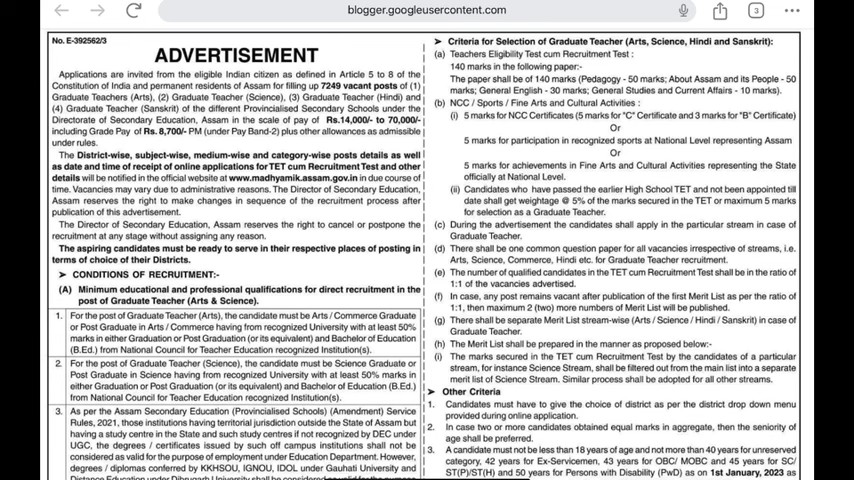 blogger.googleusercontent.com
3
No. E-392562/3
ADVERTISEMENT
Applications are invited from the eligible Indian citizen as defined in Article 5 to 8 of the
Constitution of India and permanent residents of Assam for filling up 7249 vacant posts of (1)
Graduate Teachers (Arts), (2) Graduate Teacher (Science), (3) Graduate Teacher (Hindi) and
(4) Graduate Teacher (Sanskrit) of the different Provincialised Secondary Schools under the
Directorate of Secondary Education, Assam in the scale of pay of Rs.14,000/- to 70,000/-
including Grade Pay of Rs. 8,700/- PM (under Pay Band-2) plus other allowances as admissible
under rules.
The District-wise, subject-wise, medium-wise and category-wise posts details as well
as date and time of receipt of online applications for TET cum Recruitment Test and other
details will be notified in the official website at www.madhyamik.assam.gov.in in due course of
time. Vacancies may vary due to administrative reasons. The Director of Secondary Education,
Assam reserves the right to make changes in sequence of the recruitment process after
publication of this advertisement.
The Director of Secondary Education, Assam reserves the right to cancel or postpone the
recruitment at any stage without assigning any reason.
The aspiring candidates must be ready to serve in their respective places of posting in
terms of choice of their Districts.
➤ CONDITIONS OF RECRUITMENT:-
(A) Minimum educational and professional qualifications for direct recruitment in the
post of Graduate Teacher (Arts & Science).
1. For the post of Graduate Teacher (Arts), the candidate must be Arts / Commerce Graduate
or Post Graduate in Arts / Commerce having from recognized University with at least 50%
marks in either Graduation or Post Graduation (or its equivalent) and Bachelor of Education
(B.Ed.) from National Council for Teacher Education recognized Institution(s).
2. For the post of Graduate Teacher (Science), the candidate must be Science Graduate or
Post Graduate in Science having from recognized University with at least 50% marks in
either Graduation or Post Graduation (or its equivalent) and Bachelor of Education (B.Ed.)
from National Council for Teacher Education recognized Institution(s).
3. As per the Assam Secondary Education (Provincialised Schools) (Amendment) Service
Rules, 2021, those institutions having territorial jurisdiction outside the State of Assam but
having a study centre in the State and such study centres if not recognized by DEC under
UGC, the degrees / certificates issued by such off campus institutions shall not be
considered as valid for the purpose of employment under Education Department. However,
degrees / diplomas conferred by KKHSOU, IGNOU, IDOL under Gauhati University and
Distance Education under Dibrugarh University shall be considered as valid for the purpose
➤ Criteria for Selection of Graduate Teacher (Arts, Science, Hindi and Sanskrit):
(a) Teachers Eligibility Test cum Recruitment Test :
140 marks in the following paper:-
The paper shall be of 140 marks (Pedagogy - 50 marks; About Assam and its People - 50
marks; General English - 30 marks; General Studies and Current Affairs - 10 marks).
(b) NCC / Sports / Fine Arts and Cultural Activities :
(i) 5 marks for NCC Certificates (5 marks for "C" Certificate and 3 marks for "B" Certificate)
Or
5 marks for participation in recognized sports at National Level representing Assam
Or
5 marks for achievements in Fine Arts and Cultural Activities representing the State
officially at National Level.
(ii) Candidates who have passed the earlier High School TET and not been appointed till
date shall get weightage @ 5% of the marks secured in the TET or maximum 5 marks
for selection as a Graduate Teacher.
(c) During the advertisement the candidates shall apply in the particular stream in case of
Graduate Teacher.
(d) There shall be one common question paper for all vacancies irrespective of streams, i.e.
Arts, Science, Commerce, Hindi etc. for Graduate Teacher recruitment.
(e) The number of qualified candidates in the TET cum Recruitment Test shall be in the ratio of
1:1 of the vacancies advertised.
(f) In case, any post remains vacant after publication of the first Merit List as per the ratio of
1:1, then maximum 2 (two) more numbers of Merit List will be published.
(g) There shall be separate Merit List stream-wise (Arts / Science / Hindi / Sanskrit) in case of
Graduate Teacher.
(h) The Merit List shall be prepared in the manner as proposed below:-
(i) The marks secured in the TET cum Recruitment Test by the candidates of a particular
stream, for instance Science Stream, shall be filtered out from the main list into a separate
merit list of Science Stream. Similar process shall be adopted for all other streams.
➤ Other Criteria
1. Candidates must have to give the choice of district as per the district drop down menu
provided during online application.
2. In case two or more candidates obtained equal marks in aggregate, then the seniority of
age shall be preferred.
3. A candidate must not be less than 18 years of age and not more than 40 years for unreserved
category, 42 years for Ex-Servicemen, 43 years for OBC/ MOBC and 45 years for SC/
ST(P)/ST(H) and 50 years for Persons with Disability (PwD) as on 1st January, 2023 as